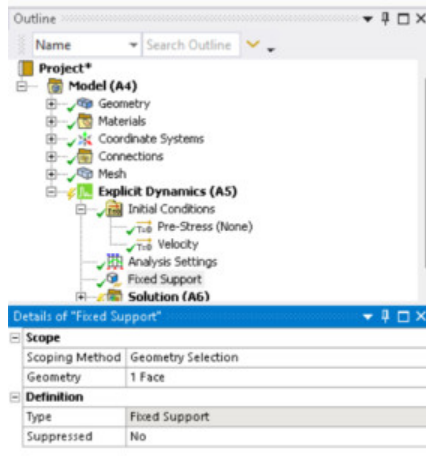 Outline
Name Search Outline
Project*
Model (A4)
Geometry
Materials
Coordinate Systems
Connections
Mesh
Explicit Dynamics (A5)
Initial Conditions
T=0 Pre-Stress (None)
T=0 Velocity
Analysis Settings
Fixed Support
Solution (A6)
Details of "Fixed Support"
Scope
Scoping Method Geometry Selection
Geometry 1 Face
Definition
Type Fixed Support
Suppressed No